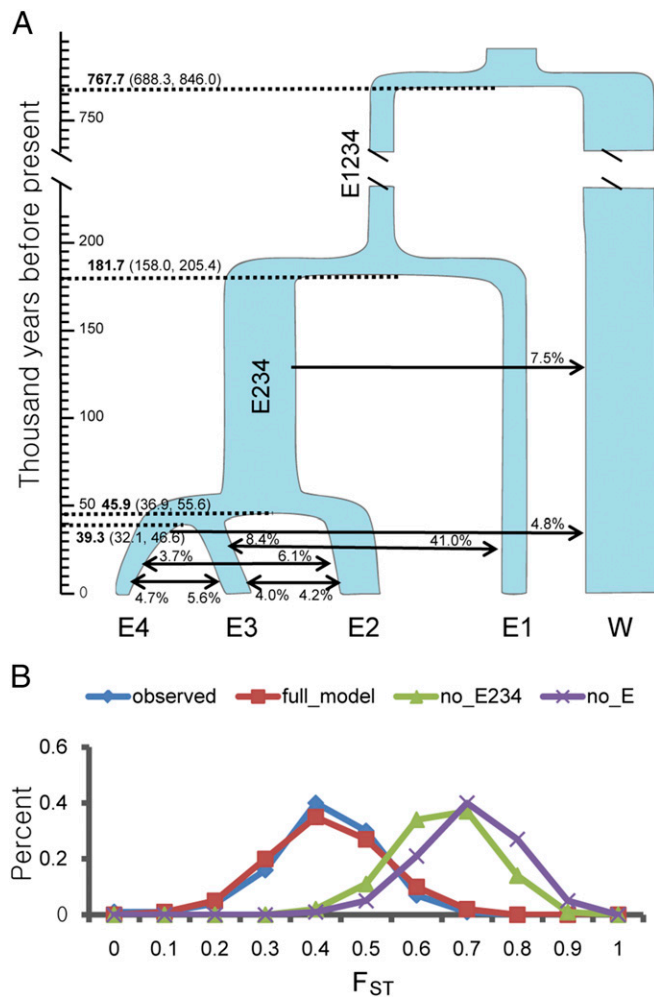 A
Thousand years before present
767.7 (688.3, 846.0)
750
E1234
200
181.7 (158.0, 205.4)
150
7.5%
E234
100
50 45.9 (36.9, 55.6)
39.3 (32.1, 46.6)
4.8%
8.4% 41.0%
3.7% 6.1%
0
4.7% 5.6% 4.0% 4.2%
E4 E3 E2 E1 W
B
observed full_model no_E234 no_E
Percent
0.6
0.4
0.2
0
0 0.1 0.2 0.3 0.4 0.5 0.6 0.7 0.8 0.9 1
FST